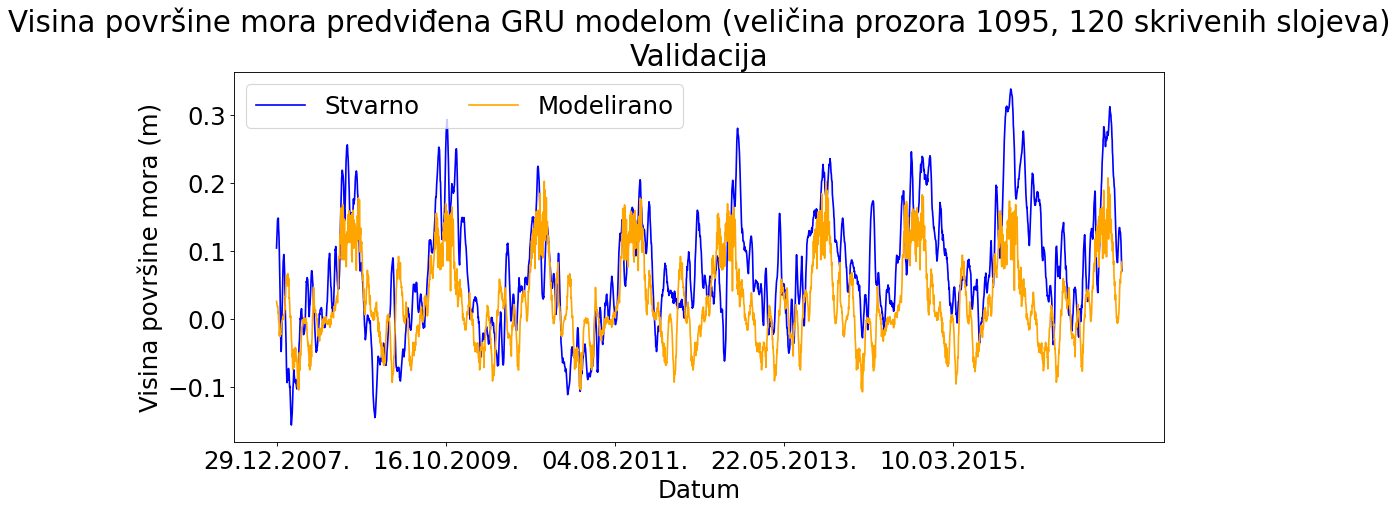 Visina površine mora predviđena GRU modelom (veličina prozora 1095, 120 skrivenih slojeva)
Validacija
Stvarno Modelirano
Visina površine mora (m)
0.3
0.2
0.1
0.0
−0.1
29.12.2007. 16.10.2009. 04.08.2011. 22.05.2013. 10.03.2015.
Datum